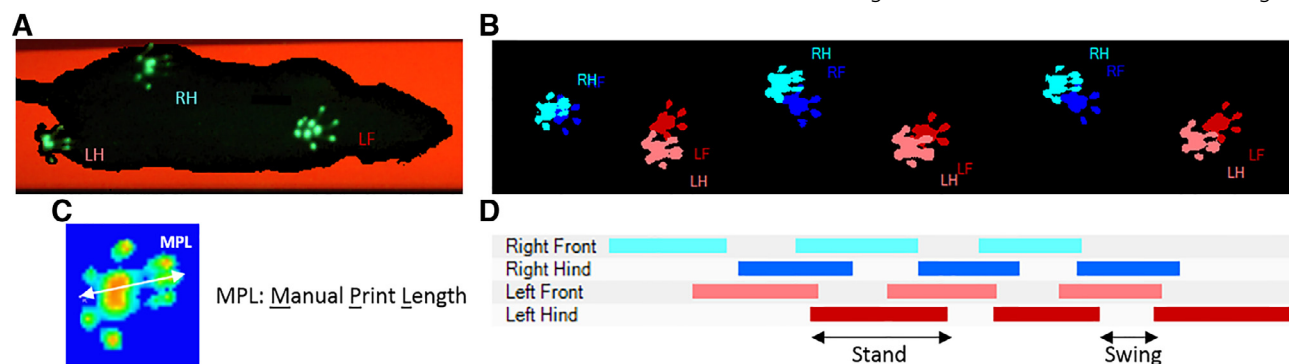 A
RH
LH
LF
B
RH
RF
RH
RF
RH
RF
LF
LH
LF
LH
LF
LH
C
MPL
MPL: Manual Print Length
D
Right Front
Right Hind
Left Front
Left Hind
Stand
Swing